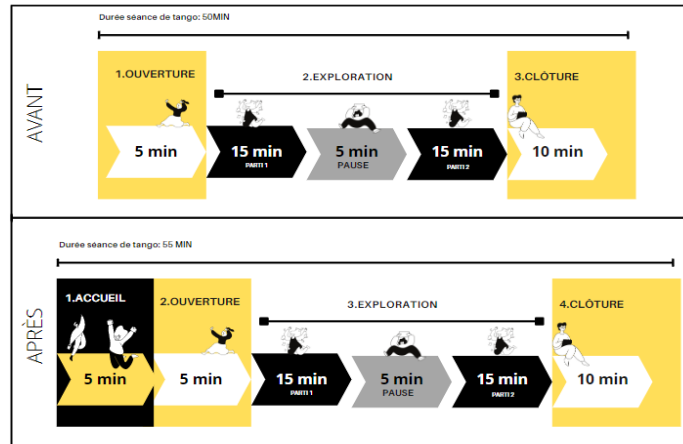 AVANT
Durée séance de tango: 50MIN
1.OUVERTURE
2.EXPLORATION
3.CLÔTURE
5 min
15 min
PARTI 1
5 min
PAUSE
15 min
PARTI 2
10 min
APRÈS
Durée séance de tango: 55 MIN
1.ACCUEIL
2.OUVERTURE
3.EXPLORATION
4.CLÔTURE
5 min
5 min
15 min
PARTI 1
5 min
PAUSE
15 min
PARTI 2
10 min